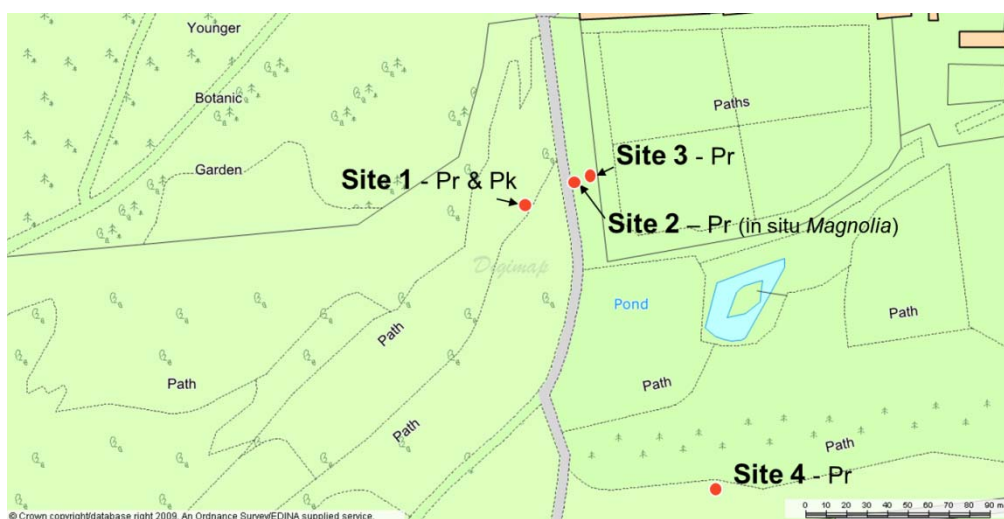 Younger
Botanic
Garden
Paths
Site 3 - Pr
Site 1 - Pr & Pk
Site 2 – Pr (in situ Magnolia)
Digimap
Pond
Path
Path
Path
Path
Path
Path
Site 4 - Pr
0 10 20 30 40 50 60 70 80 90 m
© Crown copyright/database right 2009. An Ordnance Survey/EDINA supplied service.